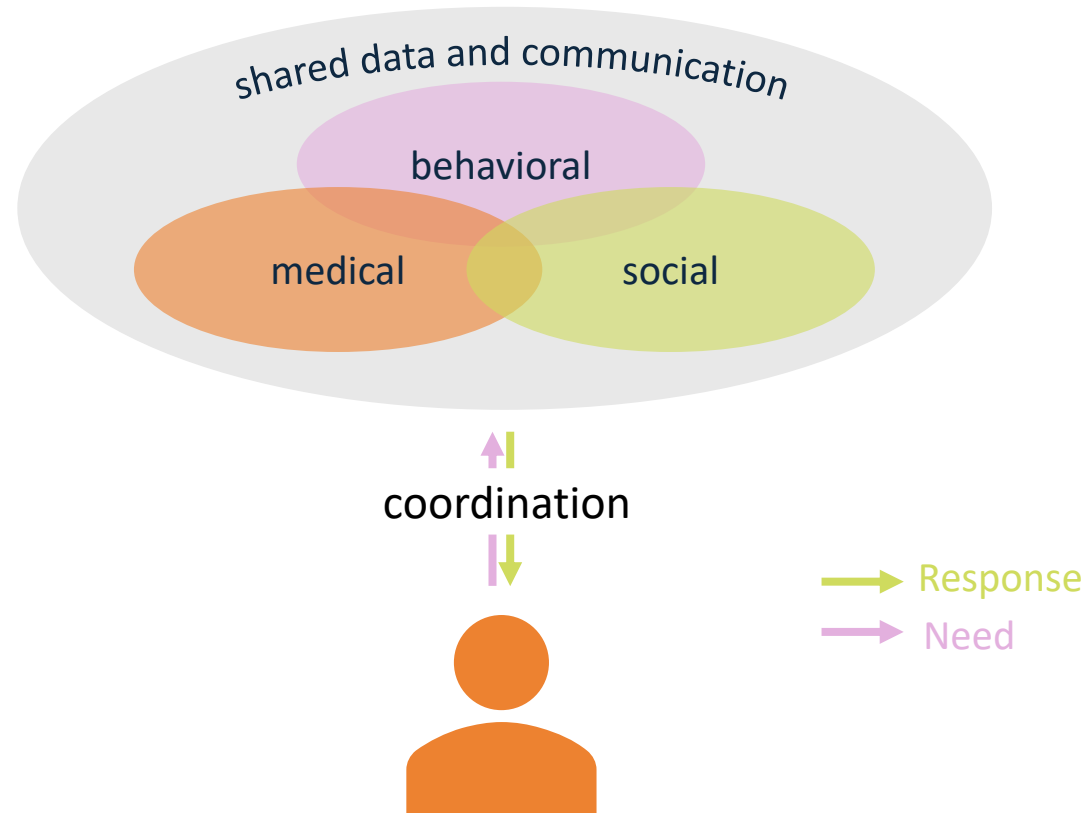 shared data and communication
behavioral
medical
social
coordination
Response
Need